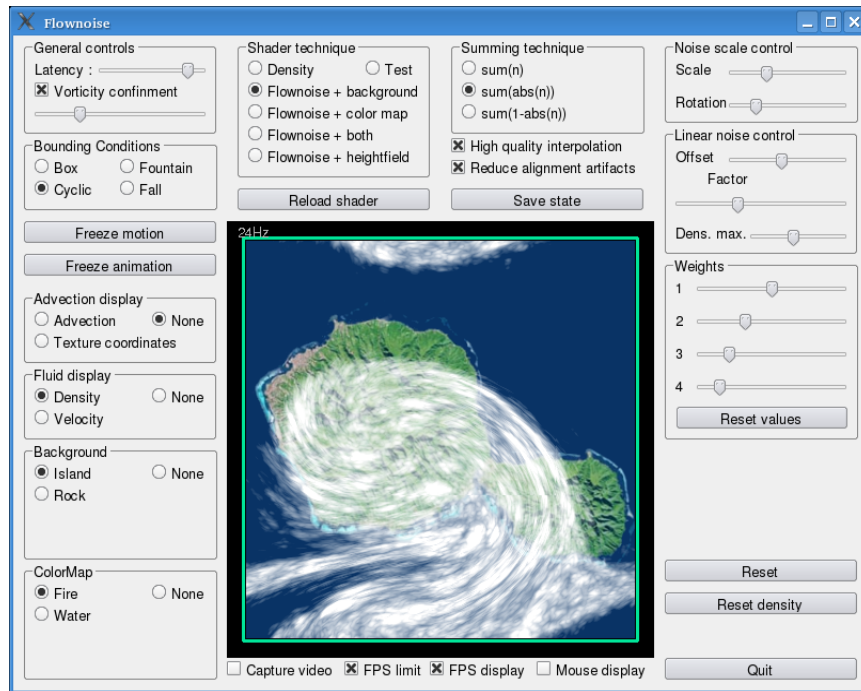 Flownoise
General controls
Latency :
Vorticity confinment
Bounding Conditions
Box
Fountain
Cyclic
Fall
Freeze motion
Freeze animation
Advection display
Advection
None
Texture coordinates
Fluid display
Density
None
Velocity
Background
Island
None
Rock
ColorMap
Fire
None
Water
Shader technique
Density
Test
Flownoise + background
Flownoise + color map
Flownoise + both
Flownoise + heightfield
Reload shader
Summing technique
sum(n)
sum(abs(n))
sum(1-abs(n))
High quality interpolation
Reduce alignment artifacts
Save state
24Hz
Capture video
FPS limit
FPS display
Mouse display
Noise scale control
Scale
Rotation
Linear noise control
Offset
Factor
Dens. max.
Weights
1
2
3
4
Reset values
Reset
Reset density
Quit